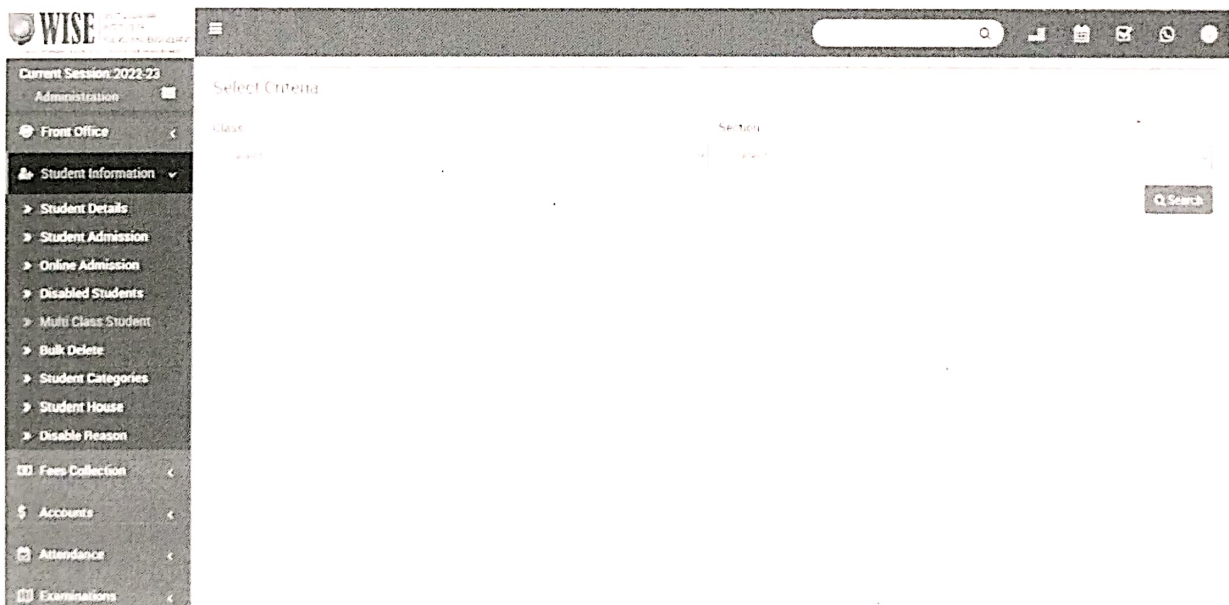 WISE
Current Session: 2022-23
Administration
Front Office
Select Criteria
Class
Section
Select
Select
Search
Student Information
Student Details
Student Admission
Online Admission
Disabled Students
Multi Class Student
Bulk Delete
Student Categories
Student House
Disable Reason
Fees Collection
$ Accounts
Attendance
Examinations